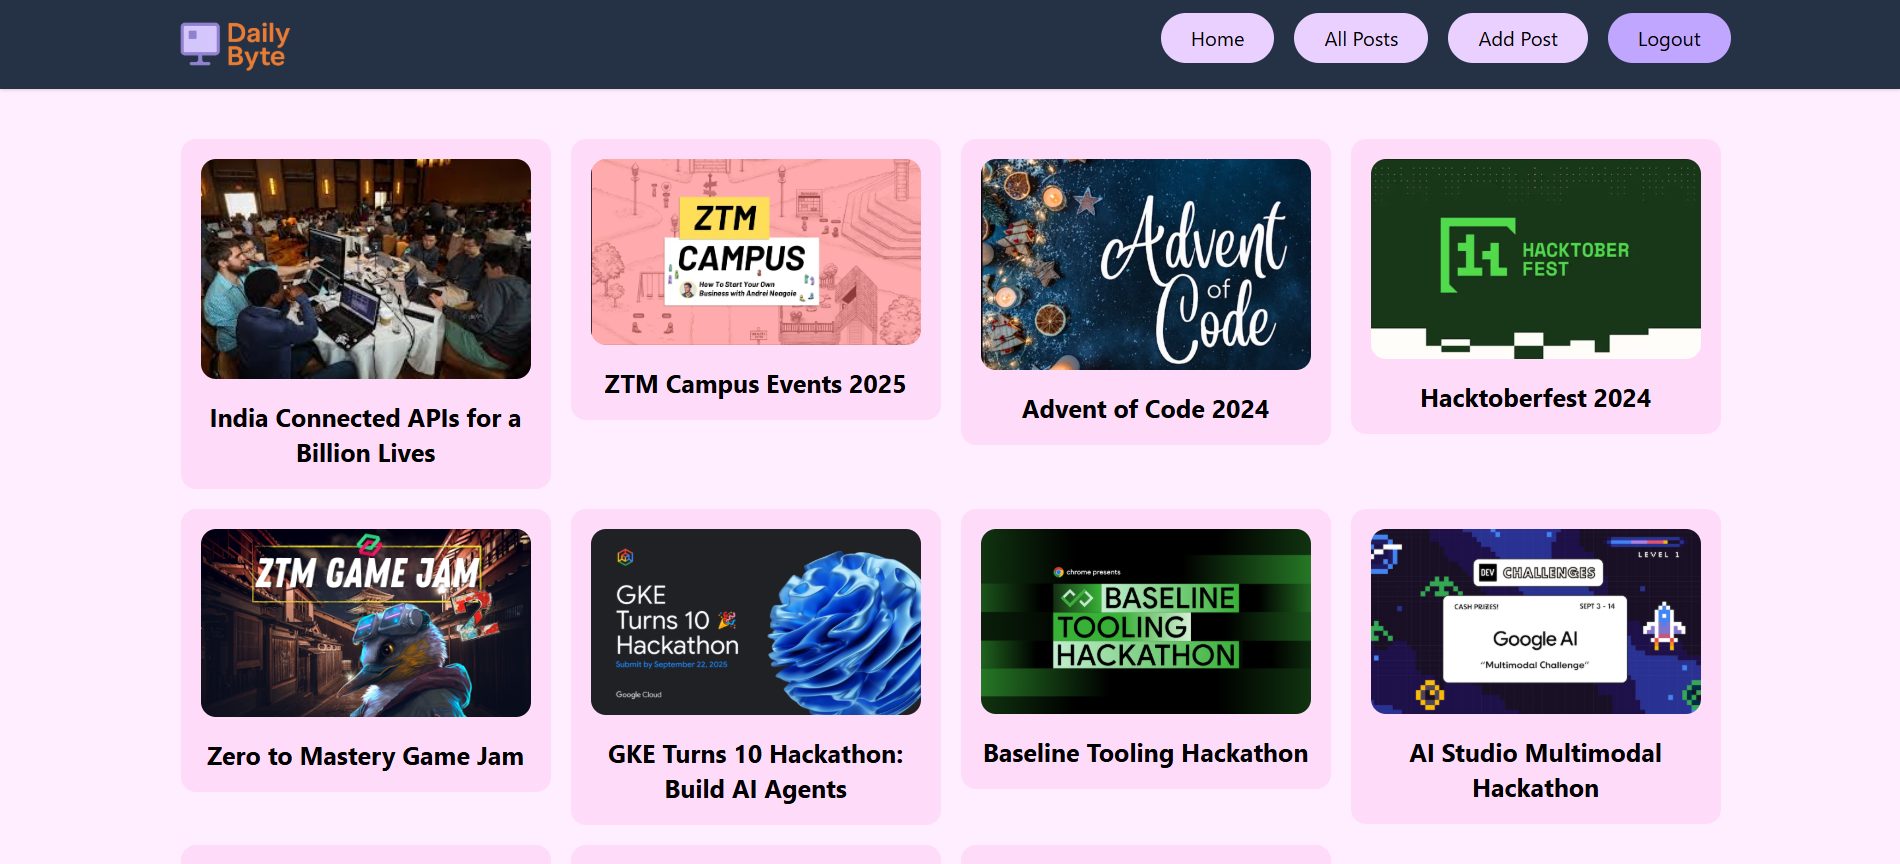 Daily
Byte
Home
All Posts
Add Post
Logout
ZTM
CAMPUS
How To Start Your Own
Business with Andrei Neagoie
Advent
of
Code
HACKTOBER
FEST
India Connected APIs for a
Billion Lives
ZTM Campus Events 2025
Advent of Code 2024
Hacktoberfest 2024
ZTM GAME JAM
2
GKE
Turns 10
Hackathon
Submit by September 22, 2025
Google Cloud
chrome presents
BASELINE
TOOLING
HACKATHON
LEVEL 1
DEV CHALLENGES
CASH PRIZES!
SEPT 3 - 14
Google AI
"Multimodal Challenge"
Zero to Mastery Game Jam
GKE Turns 10 Hackathon:
Build AI Agents
Baseline Tooling Hackathon
AI Studio Multimodal
Hackathon